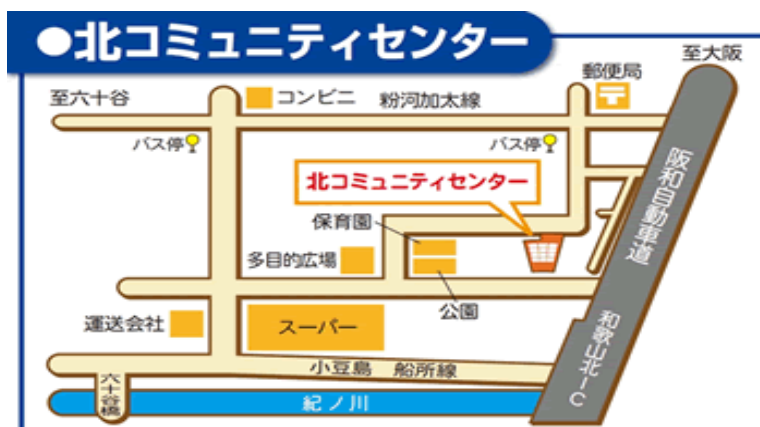 ●北コミュニティセンター
至大阪
郵便局
至六十谷
コンビニ
粉河加太線
バス停
バス停
北コミュニティセンター
阪和自動車道
保育園
多目的広場
公園
運送会社
スーパー
和歌山北IC
小豆島 船所線
六十谷橋
紀ノ川